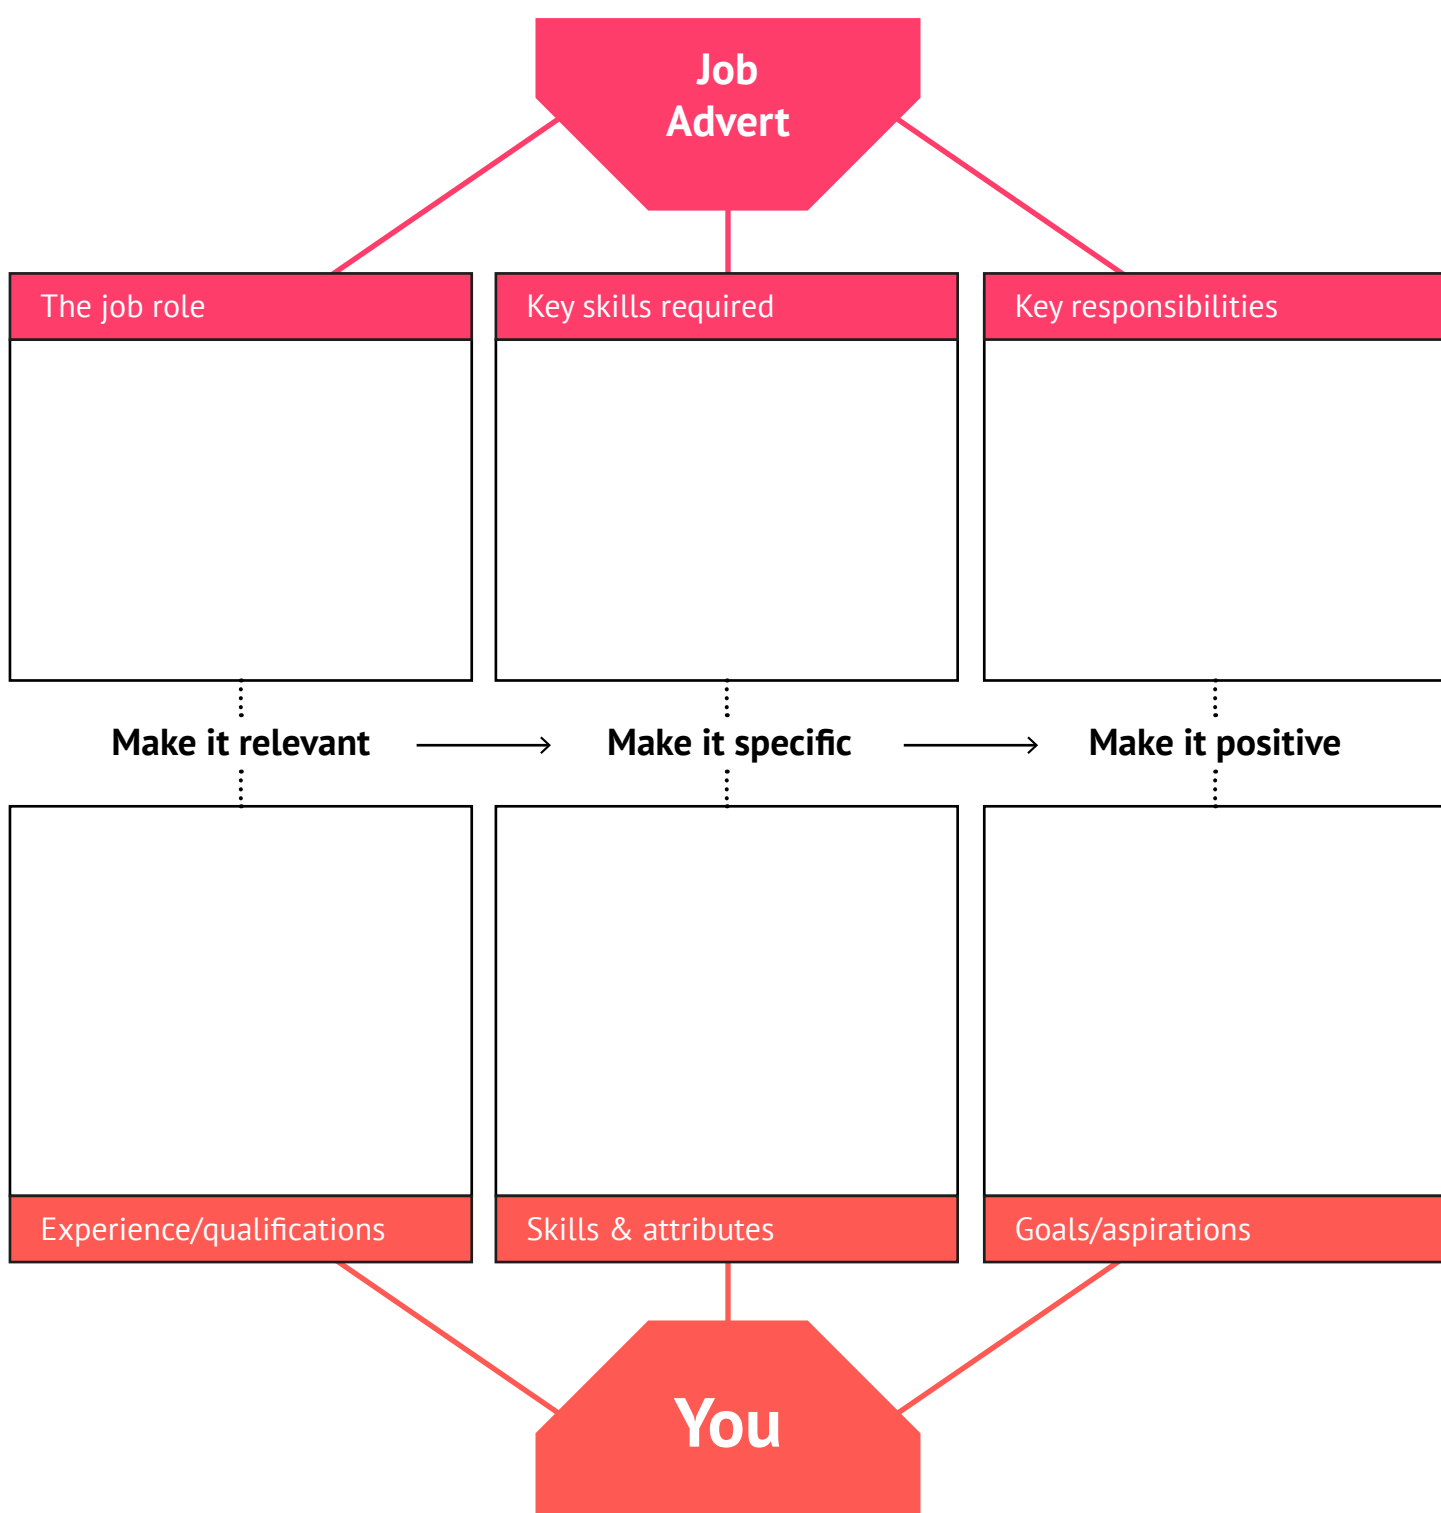 Job
Advert
The job role
Key skills required
Key responsibilities
Make it relevant
Make it specific
Make it positive
Experience/qualifications
Skills & attributes
Goals/aspirations
You